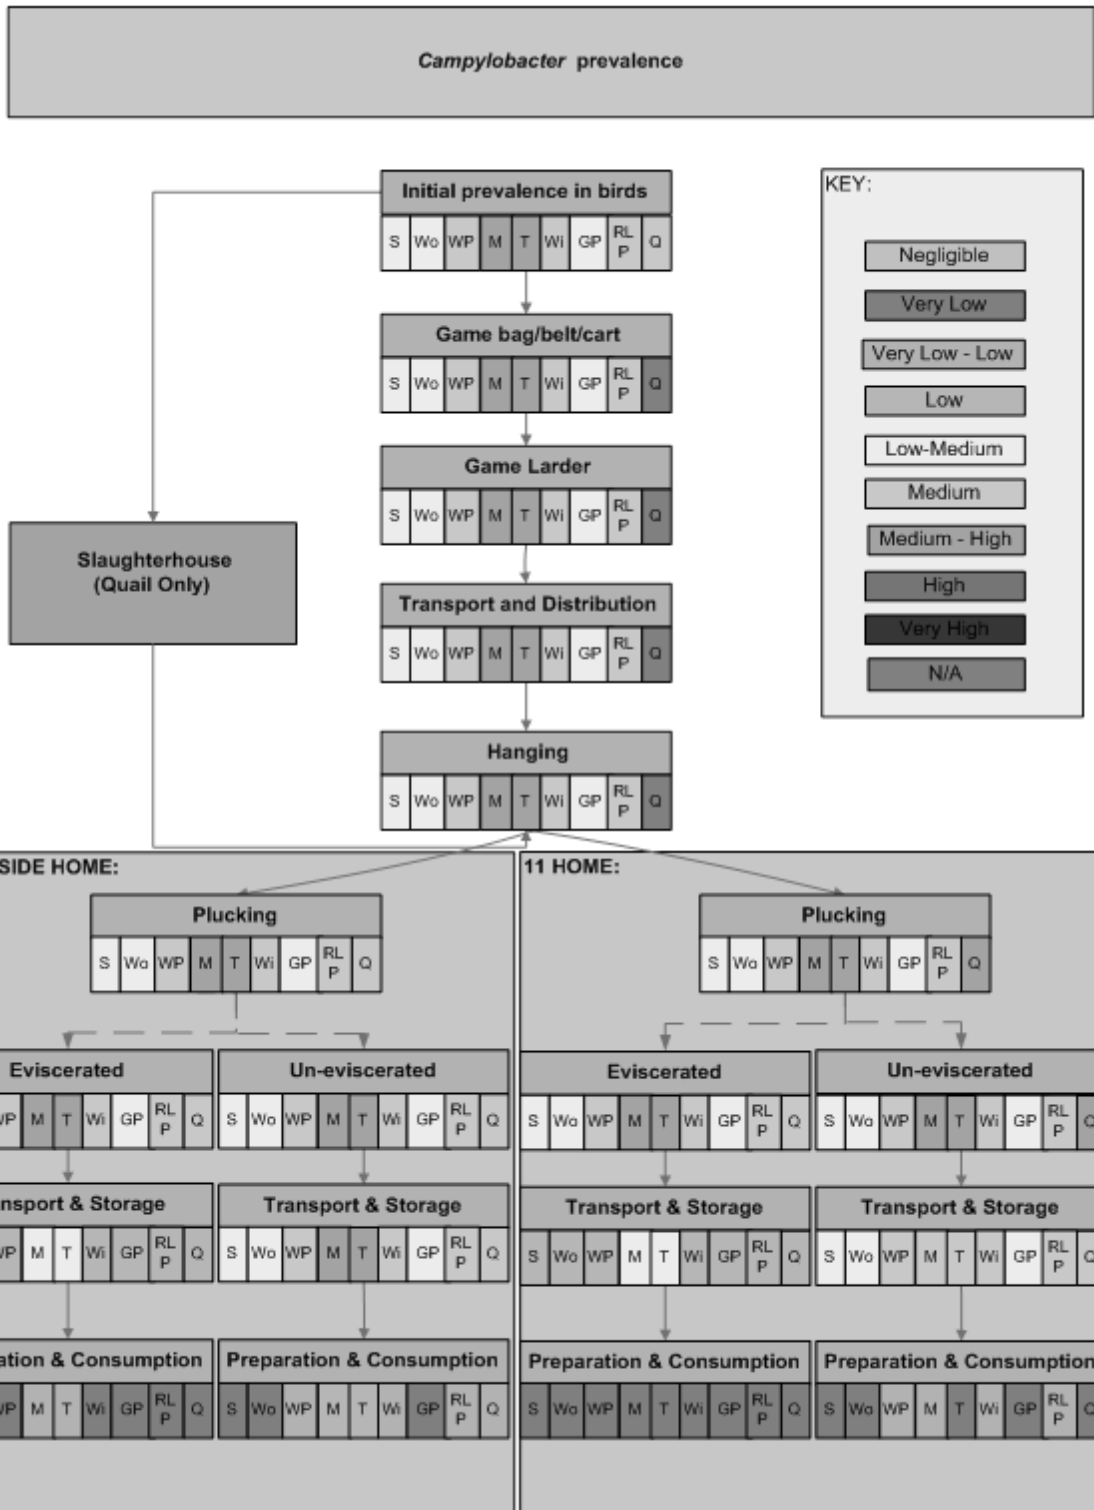 Campylobacter prevalence
Initial prevalence in birds
S Wo WP M T Wi GP RL P Q
KEY:
Negligible
Very Low
Very Low - Low
Low
Low-Medium
Medium
Medium - High
High
Very High
N/A
Game bag/belt/cart
S Wo WP M T Wi GP RL P Q
Game Larder
S Wo WP M T Wi GP RL P Q
Slaughterhouse
(Quail Only)
Transport and Distribution
S Wo WP M T Wi GP RL P Q
Hanging
S Wo WP M T Wi GP RL P Q
SIDE HOME:
Plucking
S Wo WP M T Wi GP RL P Q
Eviscerated
WP M T Wi GP RL P Q
Un-eviscerated
S Wo WP M T Wi GP RL P Q
nsport & Storage
WP M T Wi GP RL P Q
Transport & Storage
S Wo WP M T Wi GP RL P Q
ation & Consumption
WP M T Wi GP RL P Q
Preparation & Consumption
S Wo WP M T Wi GP RL P Q
11 HOME:
Plucking
S Wo WP M T Wi GP RL P Q
Eviscerated
S Wo WP M T Wi GP RL P Q
Un-eviscerated
S Wo WP M T Wi GP RL P Q
Transport & Storage
S Wo WP M T Wi GP RL P Q
Transport & Storage
S Wo WP M T Wi GP RL P Q
Preparation & Consumption
S Wo WP M T Wi GP RL P Q
Preparation & Consumption
S Wo WP M T Wi GP RL P Q